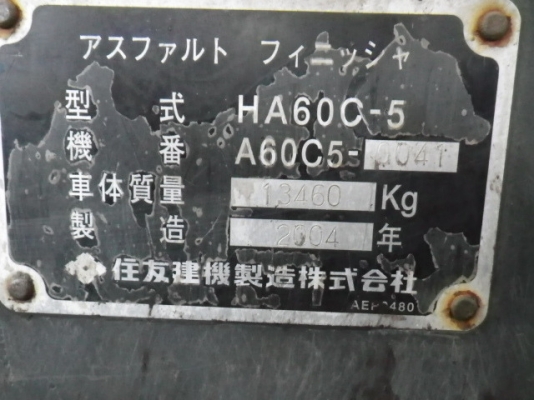 アスファルト フィニッシャ
型式 HA60C-5
機番 A60C5-
車体質量 13460 Kg
製造 2004 年
住友建機製造株式会社